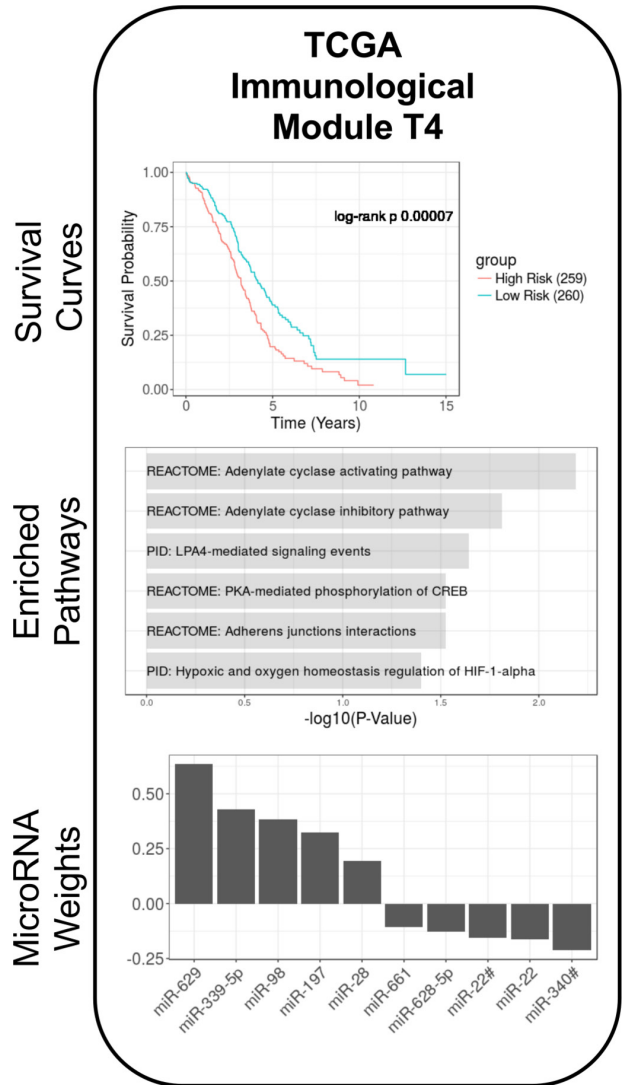 TCGA
Immunological
Module T4
Survival
Curves
1.00
0.75
0.50
0.25
0.00
Survival Probability
log-rank p 0.00007
0
5
10
15
Time (Years)
group
High Risk (259)
Low Risk (260)
Enriched
Pathways
REACTOME: Adenylate cyclase activating pathway
REACTOME: Adenylate cyclase inhibitory pathway
PID: LPA4-mediated signaling events
REACTOME: PKA-mediated phosphorylation of CREB
REACTOME: Adherens junctions interactions
PID: Hypoxic and oxygen homeostasis regulation of HIF-1-alpha
0.0
0.5
1.0
1.5
2.0
-log10(P-Value)
MicroRNA
Weights
0.50
0.25
0.00
-0.25
miR-629
miR-339-5p
miR-98
miR-197
miR-28
miR-661
miR-628-5p
miR-22#
miR-22
miR-340#